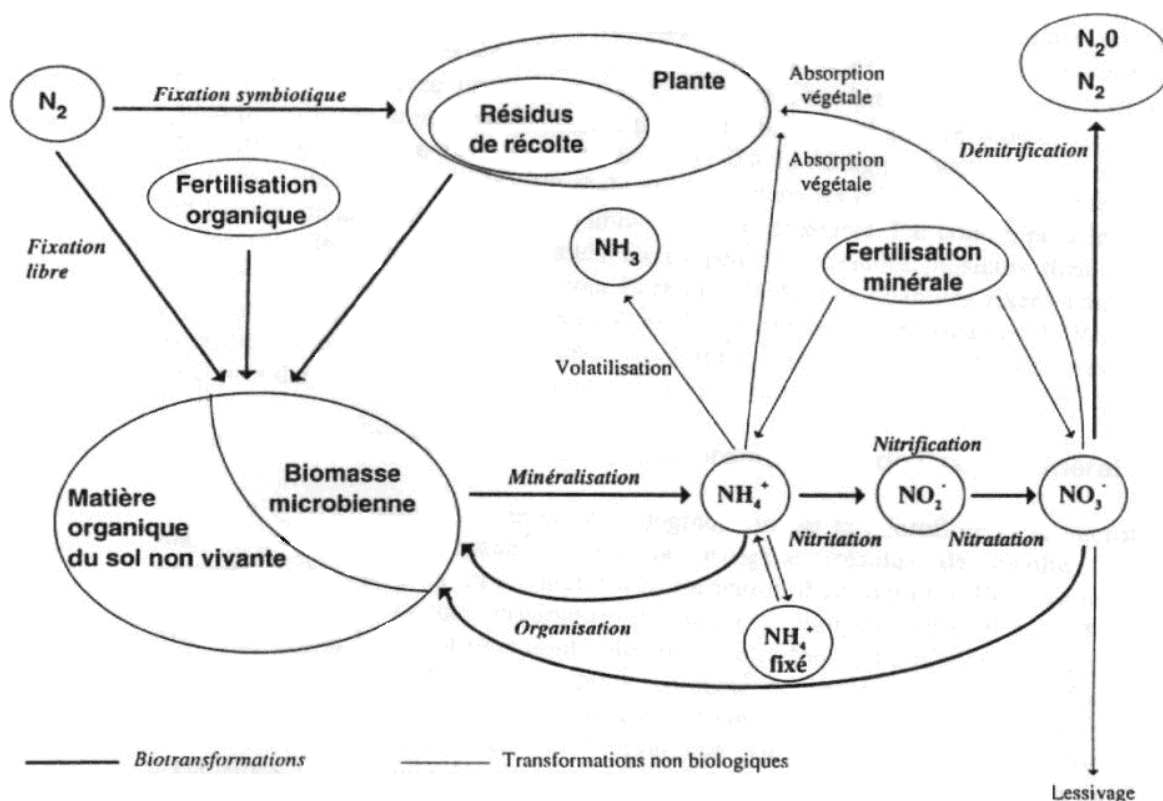 N₂
Fixation symbiotique
Plante
Résidus
de récolte
Absorption
végétale
N₂0
N₂
Absorption
végétale
Dénitrification
Fertilisation
organique
Fixation
libre
NH₃
Fertilisation
minérale
Volatilisation
Matière
organique
du sol non vivante
Biomasse
microbienne
Minéralisation
NH₄⁺
Nitrification
NO₂⁻
NO₃⁻
Nitritation
Nitratation
Organisation
NH₄⁺
fixé
Biotransformations
Transformations non biologiques
Lessivage